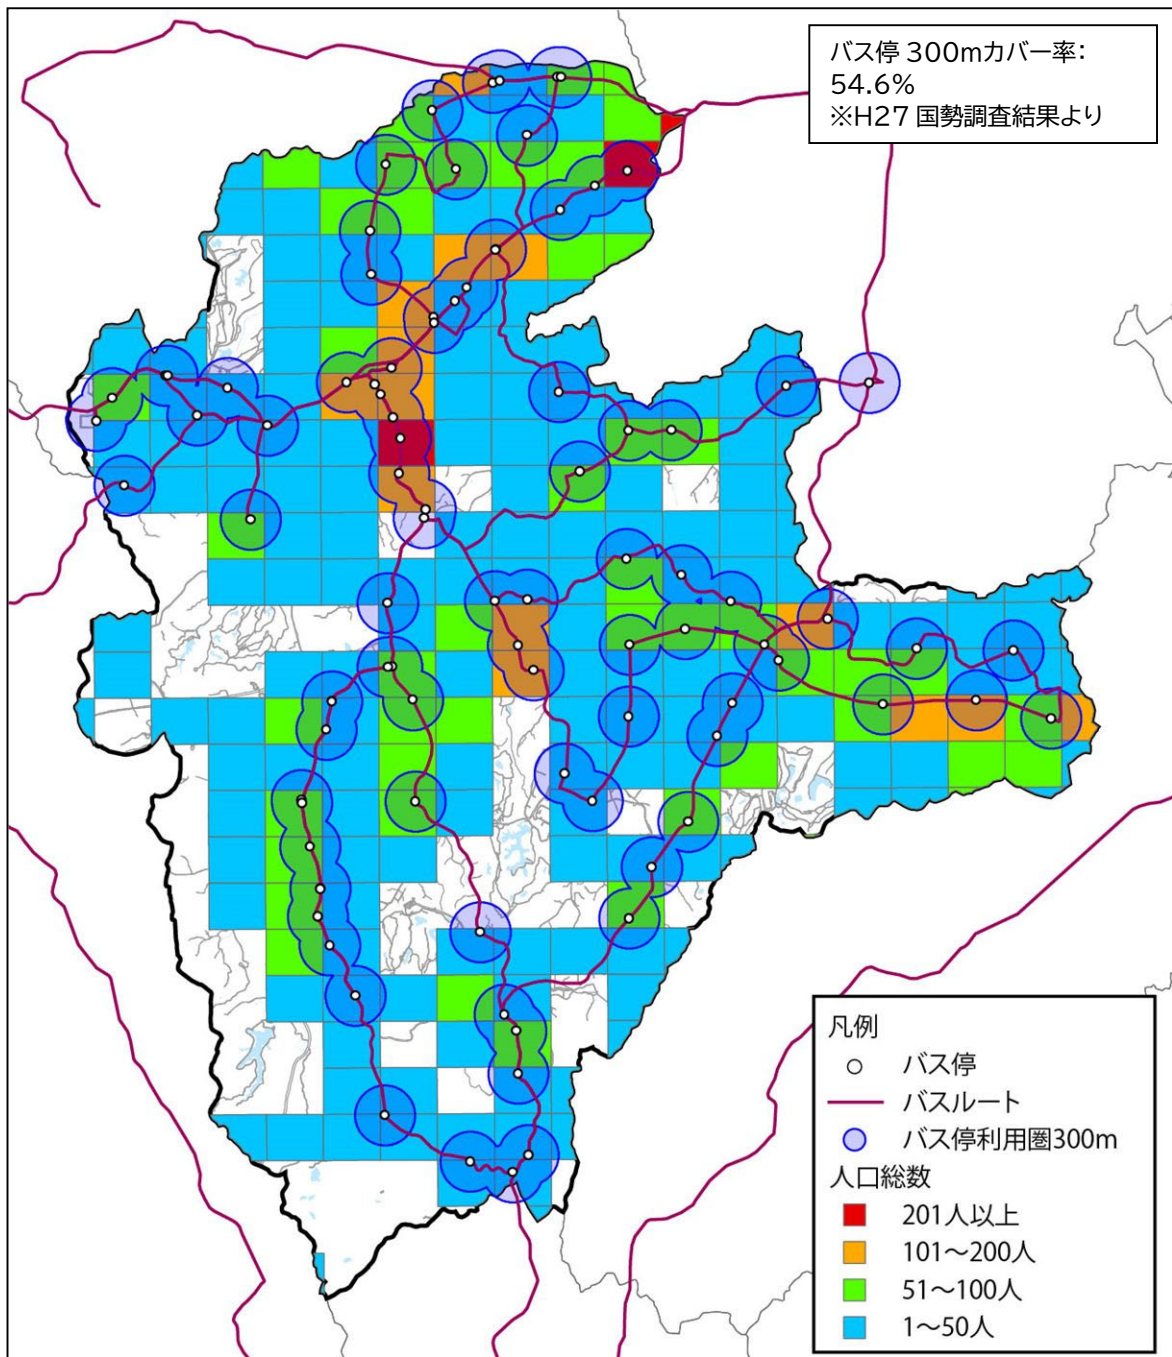 バス停 300mカバー率：
54.6%
※H27 国勢調査結果より
凡例
バス停
バスルート
バス停利用圏300m
人口総数
201人以上
101～200人
51～100人
1～50人